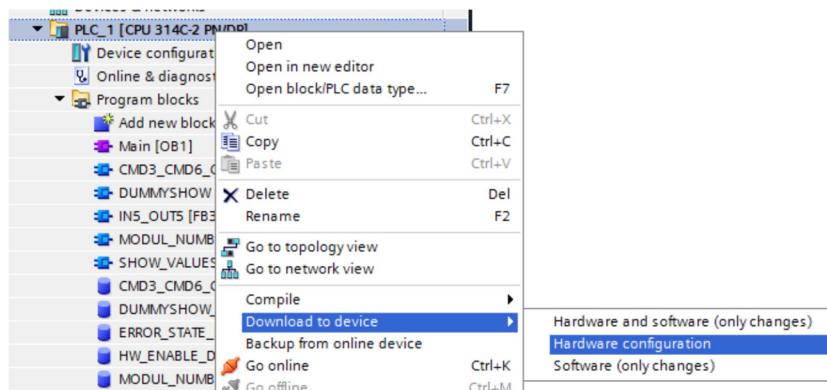 Devices & networks
PLC_1 [CPU 314C-2 PN/DP]
Device configurat
Online & diagnost
Program blocks
Add new block
Main [OB1]
CMD3_CMD6_
DUMMYSHOW
IN5_OUT5 [FB3
MODUL_NUMB
SHOW_VALUES
CMD3_CMD6_
DUMMYSHOW_
ERROR_STATE_
HW_ENABLE_D
MODUL_NUMB
Open
Open in new editor
Open block/PLC data type... F7
Cut Ctrl+X
Copy Ctrl+C
Paste Ctrl+V
Delete Del
Rename F2
Go to topology view
Go to network view
Compile
Download to device
Backup from online device
Go online Ctrl+K
Go offline Ctrl+M
Hardware and software (only changes)
Hardware configuration
Software (only changes)